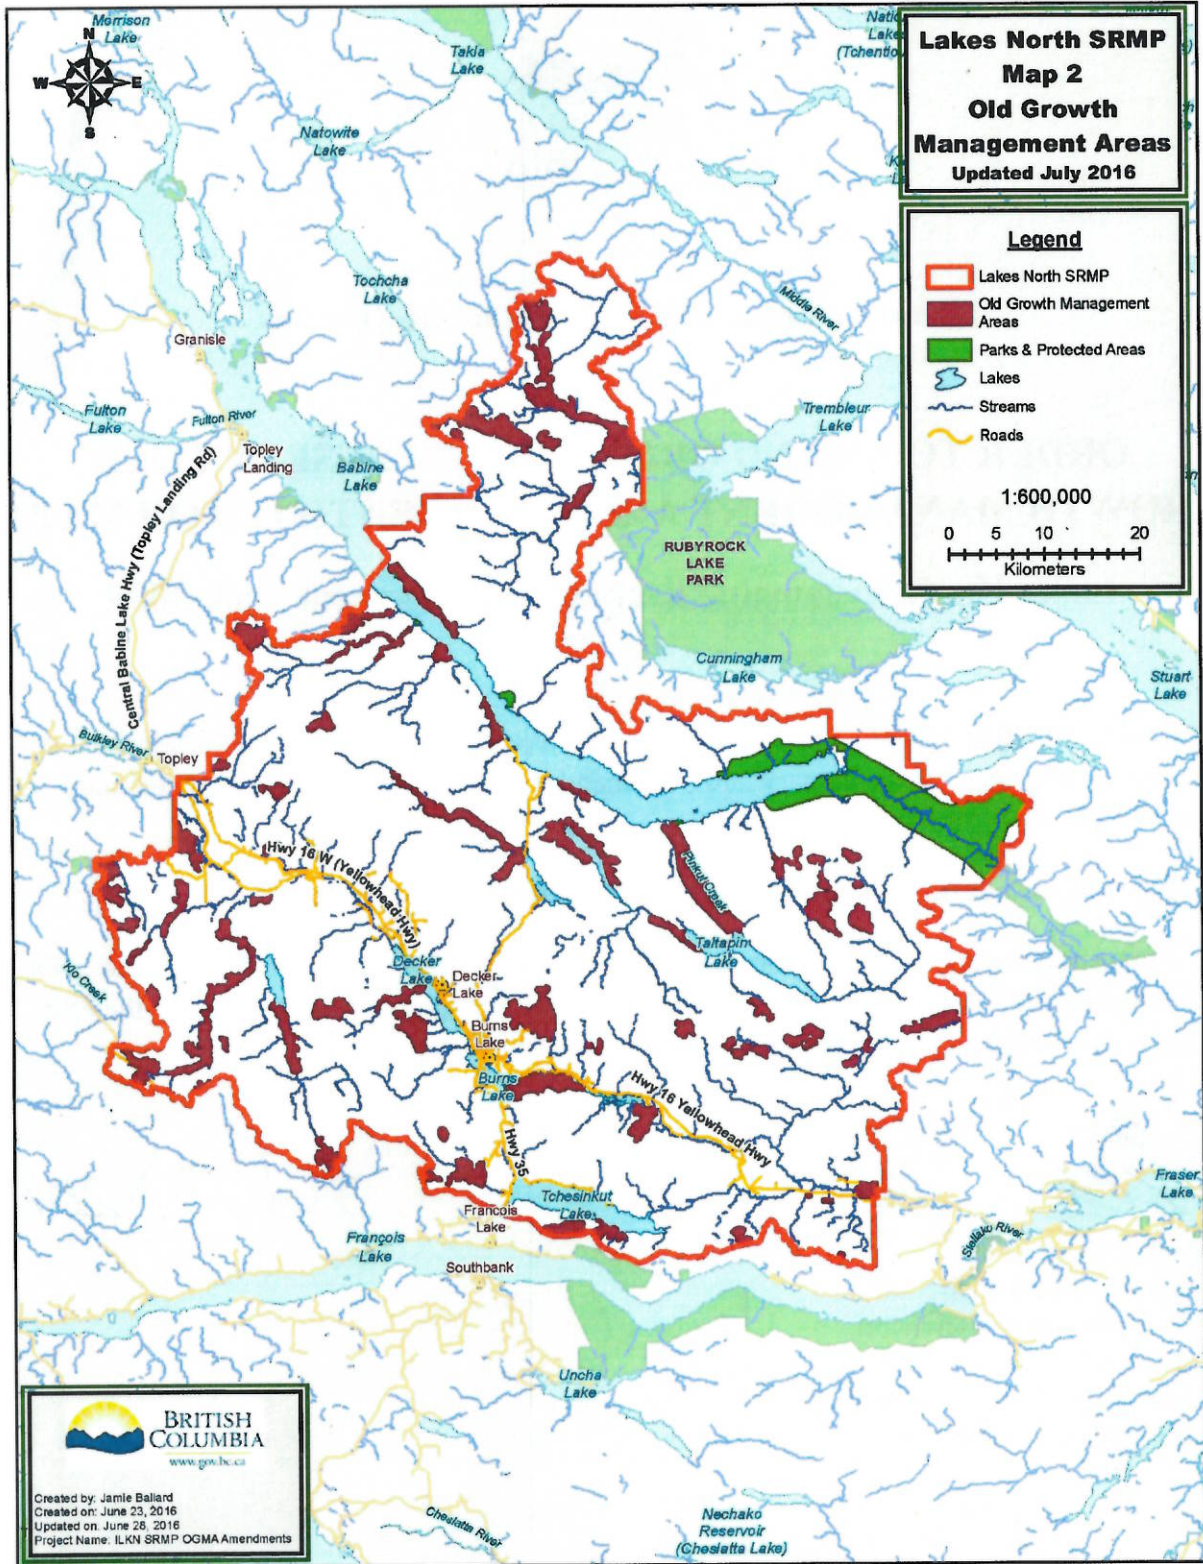 Morrison
Lake
N
W
E
S
Takla
Lake
Natowite
Lake
Lakes North SRMP
Map 2
Old Growth
Management Areas
Updated July 2016
Legend
Lakes North SRMP
Old Growth Management
Areas
Parks & Protected Areas
Lakes
Streams
Roads
1:600,000
0 5 10 20
Kilometers
Tochcha
Lake
Middle River
Granisle
Fulton
Lake
Fulton River
Topley
Landing
Babine
Lake
Trembleur
Lake
Central Babine Lake Hwy (Topley Landing Rd)
RUBYROCK
LAKE
PARK
Cunningham
Lake
Stuart
Lake
Bulkley River
Topley
Hwy 16 W (Yellowhead Hwy)
Pinkut Creek
Taltapin
Lake
Klo Creek
Decker
Lake
Decker
Lake
Burns
Lake
Burns
Lake
Hwy 16 Yellowhead Hwy
Hwy 35
Tchesinkut
Lake
Francois
Lake
François
Lake
Southbank
Fraser
Lake
Stellako River
Uncha
Lake
BRITISH
COLUMBIA
www.gov.bc.ca
Created by: Jamie Ballard
Created on: June 23, 2016
Updated on: June 28, 2016
Project Name: ILKN SRMP OGMA Amendments
Cheslatta River
Nechako
Reservoir
(Cheslatta Lake)